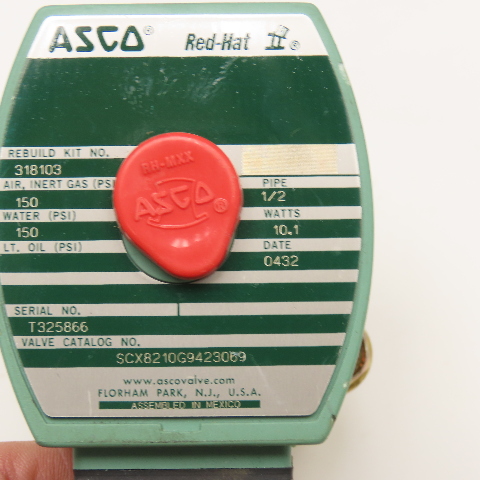 ASCO® Red-Hat II®
REBUILD KIT NO.
318103
AIR, INERT GAS (PSI
150
WATER (PSI)
150
LT. OIL (PSI)
RH-MXX
ASCO®
PIPE
1/2
WATTS
10.1
DATE
0432
SERIAL NO.
T325866
VALVE CATALOG NO.
SCX8210G9423069
www.ascovalve.com
FLORHAM PARK, N.J., U.S.A.
ASSEMBLED IN MEXICO